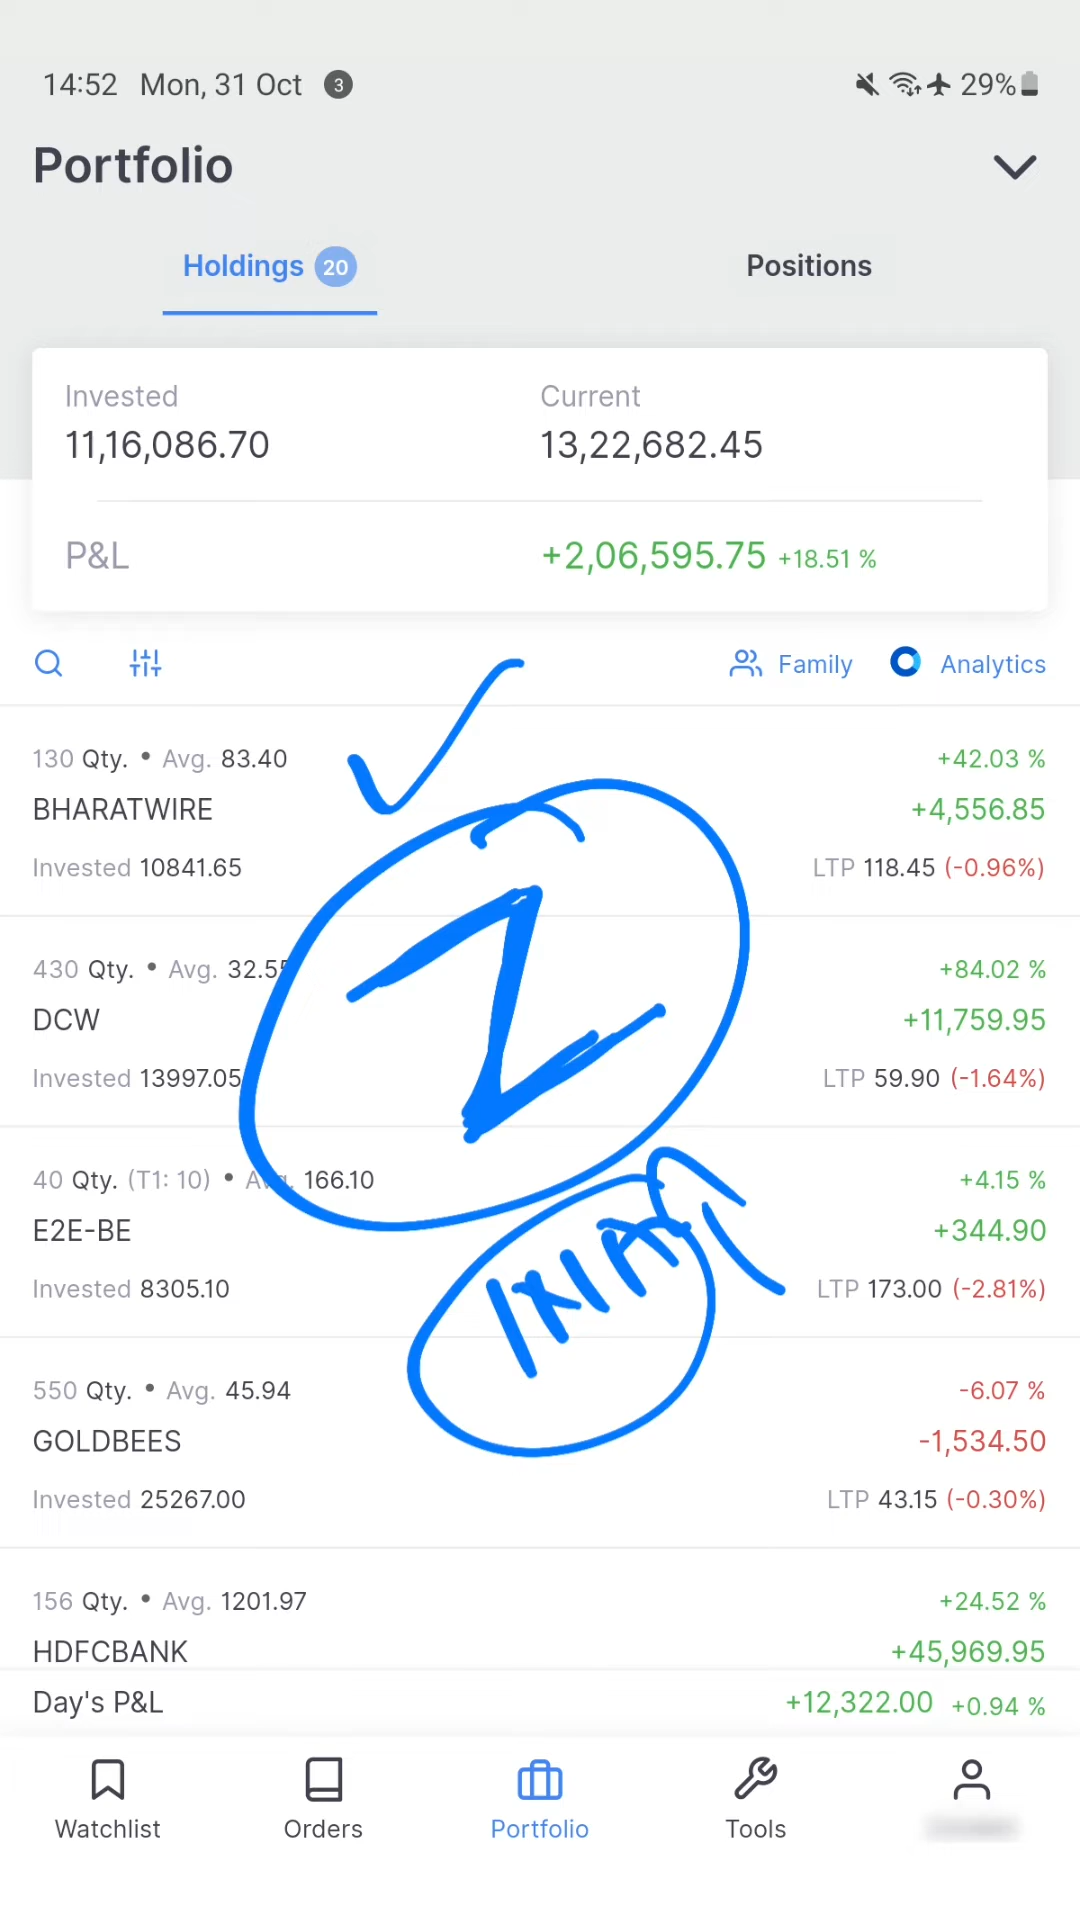 14:52 Mon, 31 Oct 3 29%
Portfolio
Holdings 20 Positions
Invested Current
11,16,086.70 13,22,682.45
P&L +2,06,595.75 +18.51 %
Family Analytics
130 Qty. • Avg. 83.40 +42.03 %
BHARATWIRE +4,556.85
Invested 10841.65 LTP 118.45 (-0.96%)
430 Qty. • Avg. 32.55 +84.02 %
DCW +11,759.95
Invested 13997.05 LTP 59.90 (-1.64%)
40 Qty. (T1: 10) • Avg. 166.10 +4.15 %
E2E-BE +344.90
Invested 8305.10 LTP 173.00 (-2.81%)
550 Qty. • Avg. 45.94 -6.07 %
GOLDBEES -1,534.50
Invested 25267.00 LTP 43.15 (-0.30%)
156 Qty. • Avg. 1201.97 +24.52 %
HDFCBANK +45,969.95
Day's P&L +12,322.00 +0.94 %
Watchlist Orders Portfolio Tools